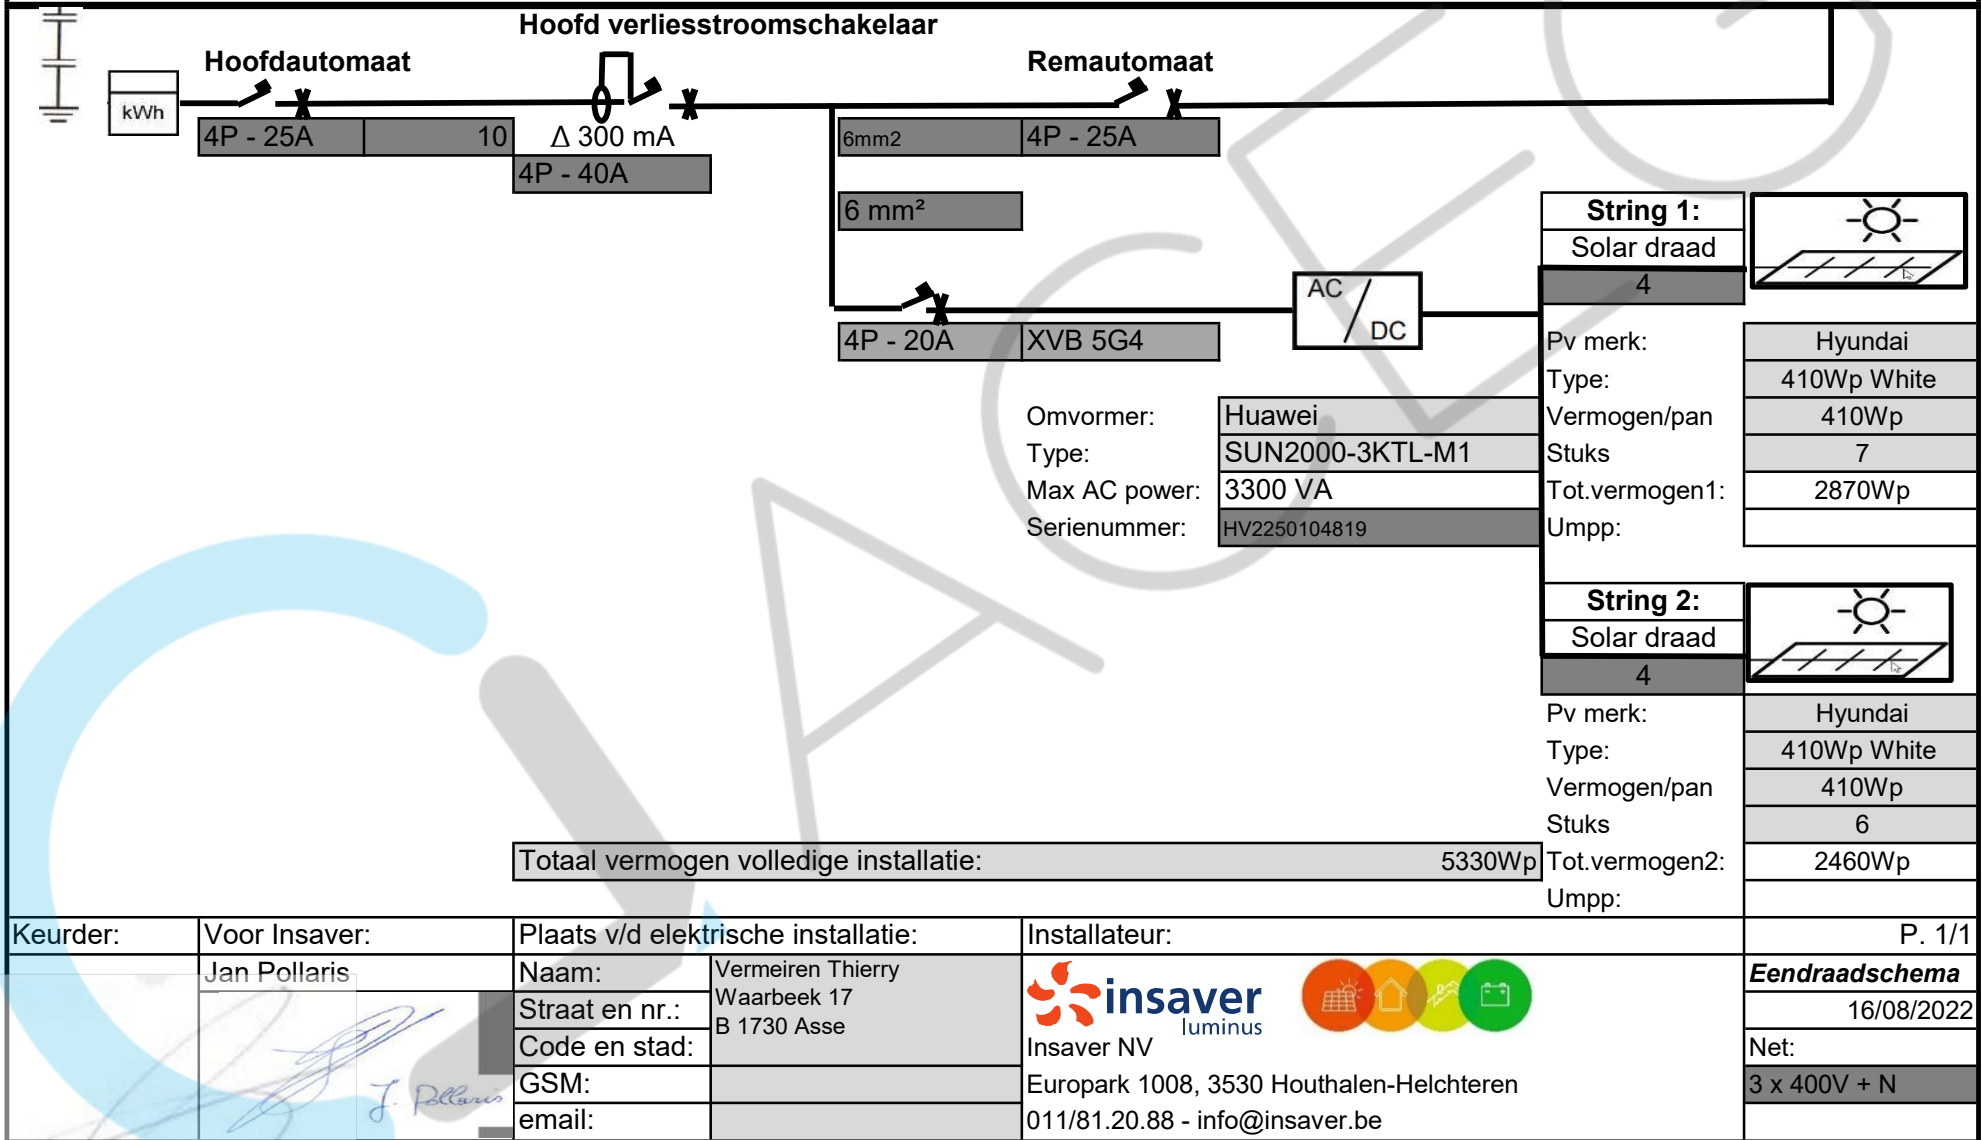 Hoofd verliesstroomschakelaar
Hoofdautomaat
Remautomaat
kWh
4P - 25A
10
Δ 300 mA
6mm2
4P - 25A
4P - 40A
6 mm²
String 1:
Solar draad
4
AC
DC
4P - 20A
XVB 5G4
Pv merk:
Hyundai
Type:
410Wp White
Omvormer:
Huawei
Vermogen/pan
410Wp
Type:
SUN2000-3KTL-M1
Stuks
7
Max AC power:
3300 VA
Tot.vermogen1:
2870Wp
Serienummer:
HV2250104819
Umpp:
String 2:
Solar draad
4
Pv merk:
Hyundai
Type:
410Wp White
Vermogen/pan
410Wp
Stuks
6
Totaal vermogen volledige installatie:
5330Wp
Tot.vermogen2:
2460Wp
Umpp:
Keurder:
Voor Insaver:
Plaats v/d elektrische installatie:
Installateur:
P. 1/1
Jan Pollaris
Naam:
Vermeiren Thierry
Straat en nr.:
Waarbeek 17
B 1730 Asse
Code en stad:
GSM:
email:
J. Pollaris
insaver
luminus
Insaver NV
Europark 1008, 3530 Houthalen-Helchteren
011/81.20.88 - info@insaver.be
Eendraadschema
16/08/2022
Net:
3 x 400V + N
ACEG